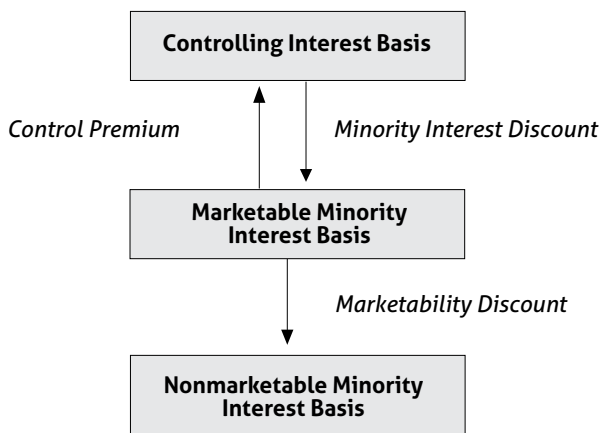 Controlling Interest Basis
Control Premium
Minority Interest Discount
Marketable Minority
Interest Basis
Marketability Discount
Nonmarketable Minority
Interest Basis